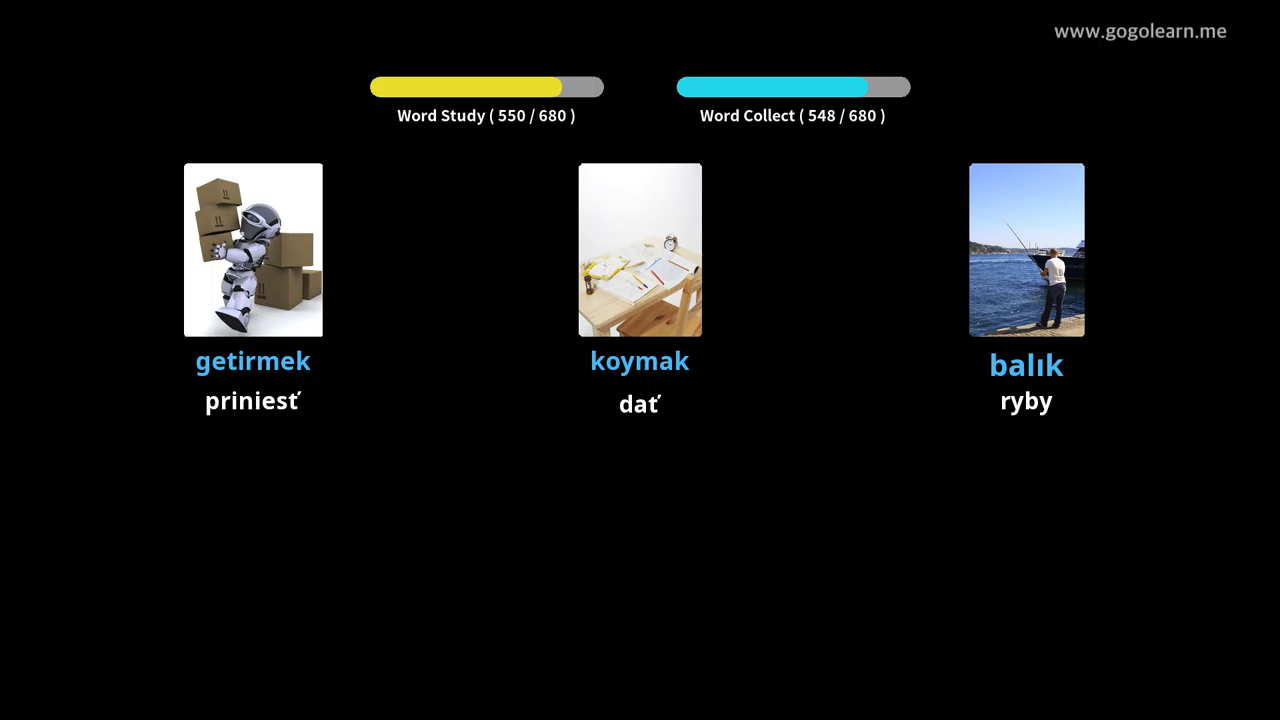 www.gogolearn.me
Word Study ( 550 / 680 )
Word Collect ( 548 / 680 )
getirmek
koymak
balık
priniesť
dať
ryby